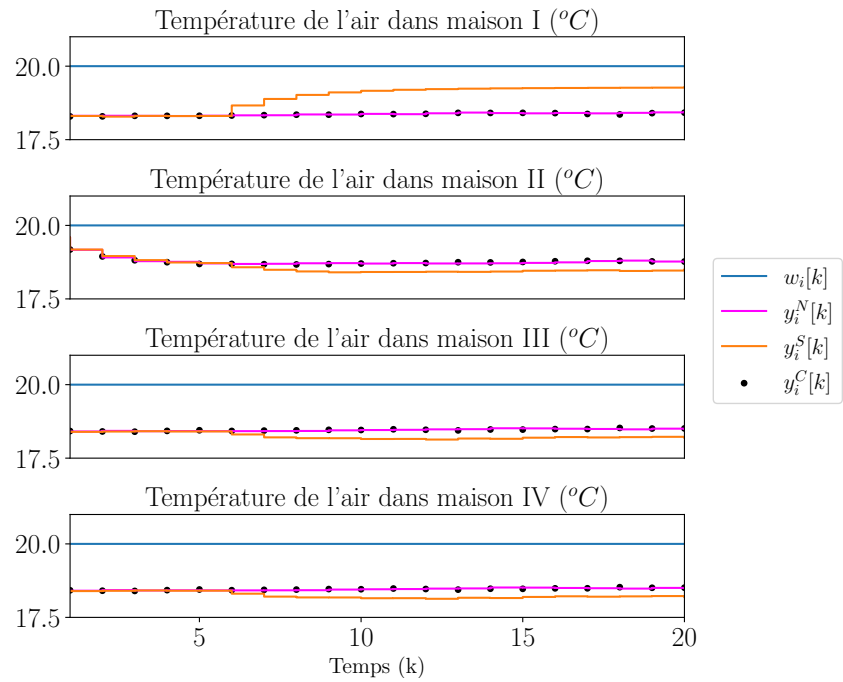 Température de l'air dans maison I (°C)
20.0
17.5
Température de l'air dans maison II (°C)
20.0
17.5
Température de l'air dans maison III (°C)
20.0
17.5
Température de l'air dans maison IV (°C)
20.0
17.5
5 10 15 20
Temps (k)
w_i[k]
y_i^N[k]
y_i^S[k]
y_i^C[k]